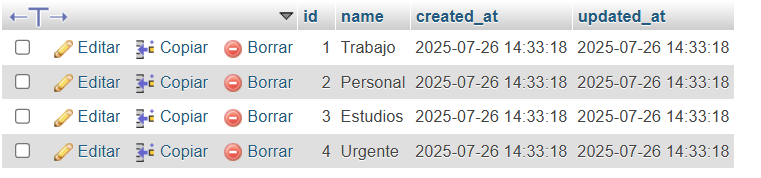 id name created_at updated_at
Editar Copiar Borrar 1 Trabajo 2025-07-26 14:33:18 2025-07-26 14:33:18
Editar Copiar Borrar 2 Personal 2025-07-26 14:33:18 2025-07-26 14:33:18
Editar Copiar Borrar 3 Estudios 2025-07-26 14:33:18 2025-07-26 14:33:18
Editar Copiar Borrar 4 Urgente 2025-07-26 14:33:18 2025-07-26 14:33:18